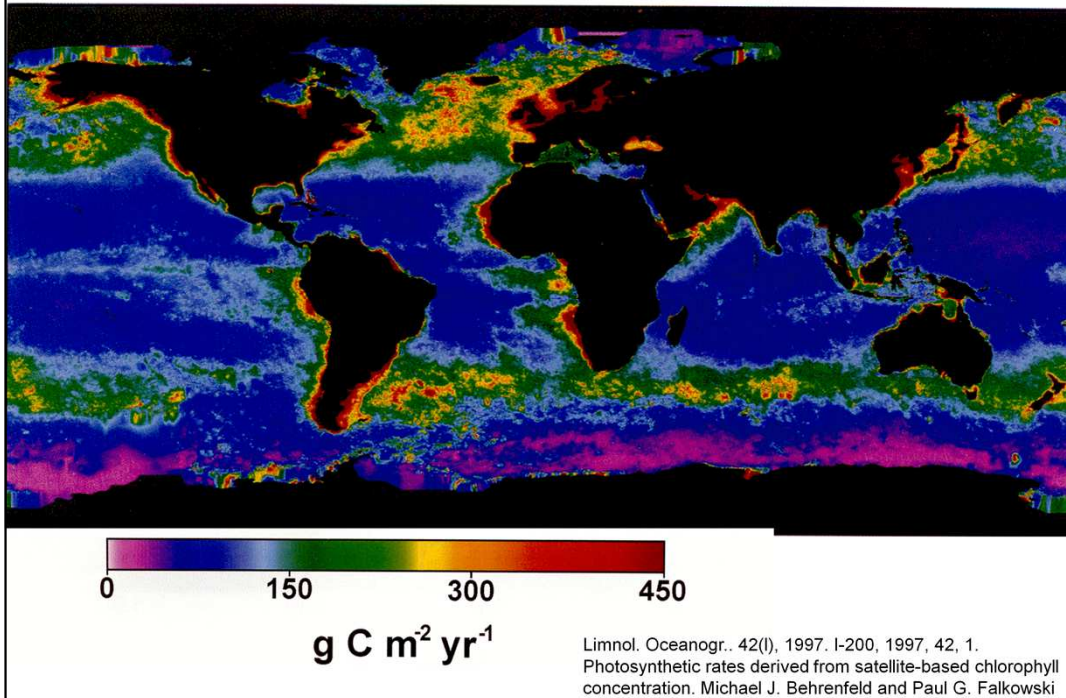 0 150 300 450
g C m⁻² yr⁻¹
Limnol. Oceanogr.. 42(I), 1997. I-200, 1997, 42, 1.
Photosynthetic rates derived from satellite-based chlorophyll
concentration. Michael J. Behrenfeld and Paul G. Falkowski